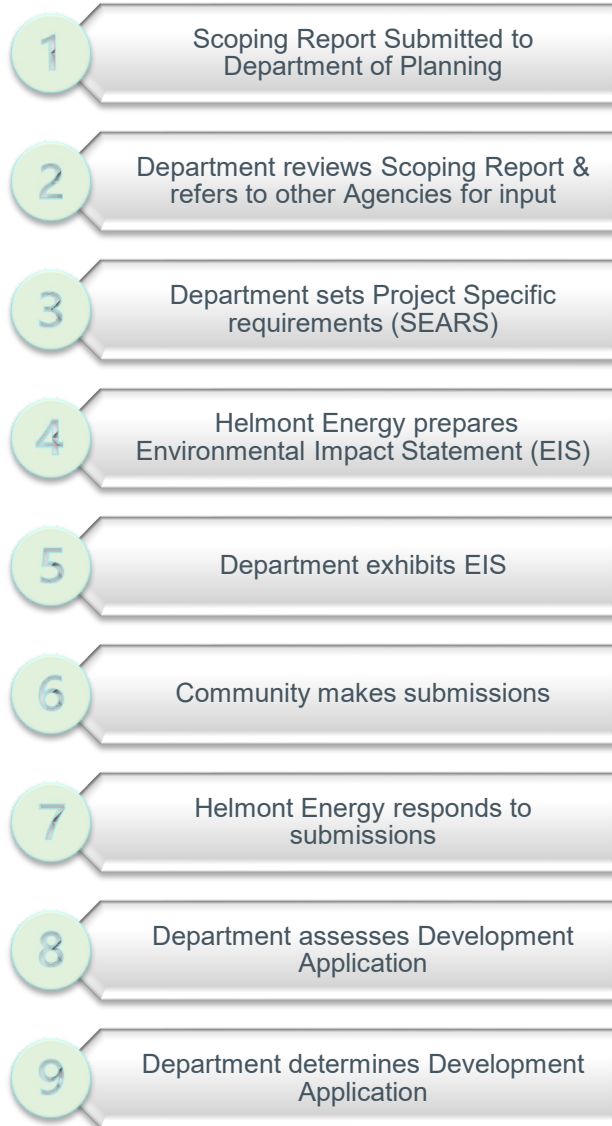 1
Scoping Report Submitted to
Department of Planning
2
Department reviews Scoping Report &
refers to other Agencies for input
3
Department sets Project Specific
requirements (SEARS)
4
Helmont Energy prepares
Environmental Impact Statement (EIS)
5
Department exhibits EIS
6
Community makes submissions
7
Helmont Energy responds to
submissions
8
Department assesses Development
Application
9
Department determines Development
Application